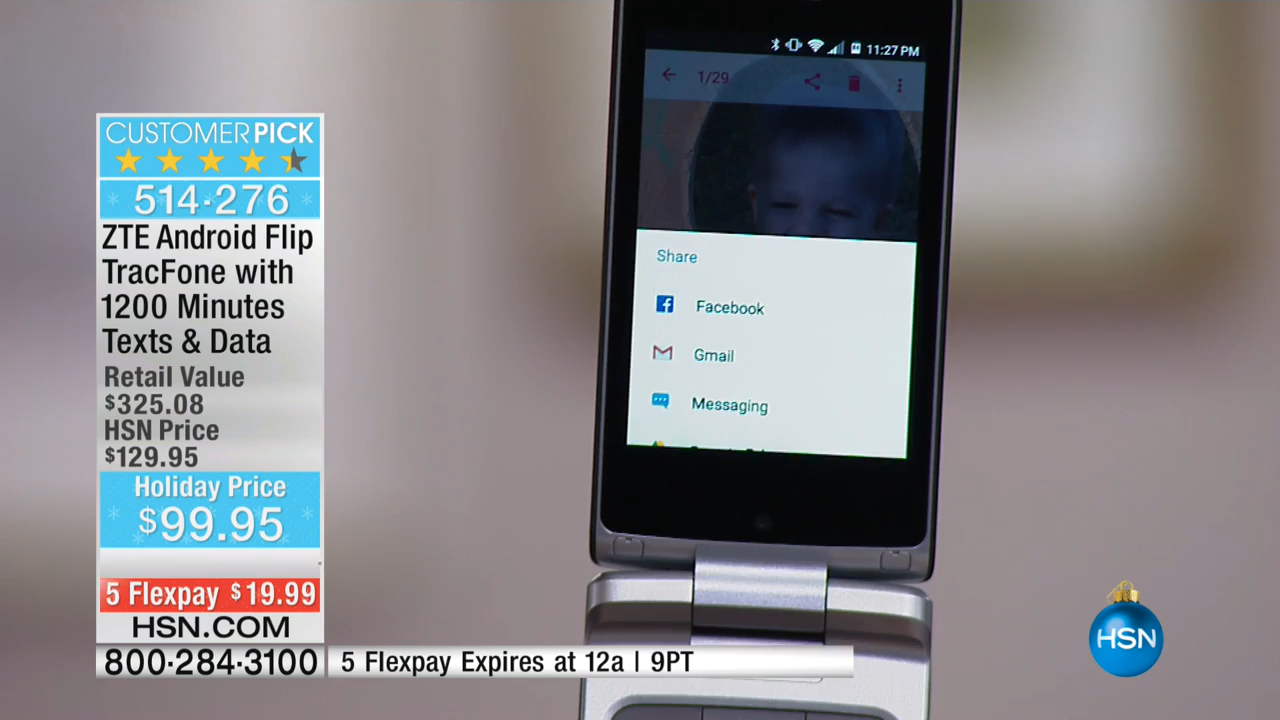 CUSTOMER PICK
514·276
ZTE Android Flip
TracFone with
1200 Minutes
Texts & Data
Retail Value
$325.08
HSN Price
$129.95
Holiday Price
$99.95
5 Flexpay $19.99
HSN.COM
800·284·3100
5 Flexpay Expires at 12a | 9PT
11:27 PM
1/29
Share
Facebook
Gmail
Messaging
HSN